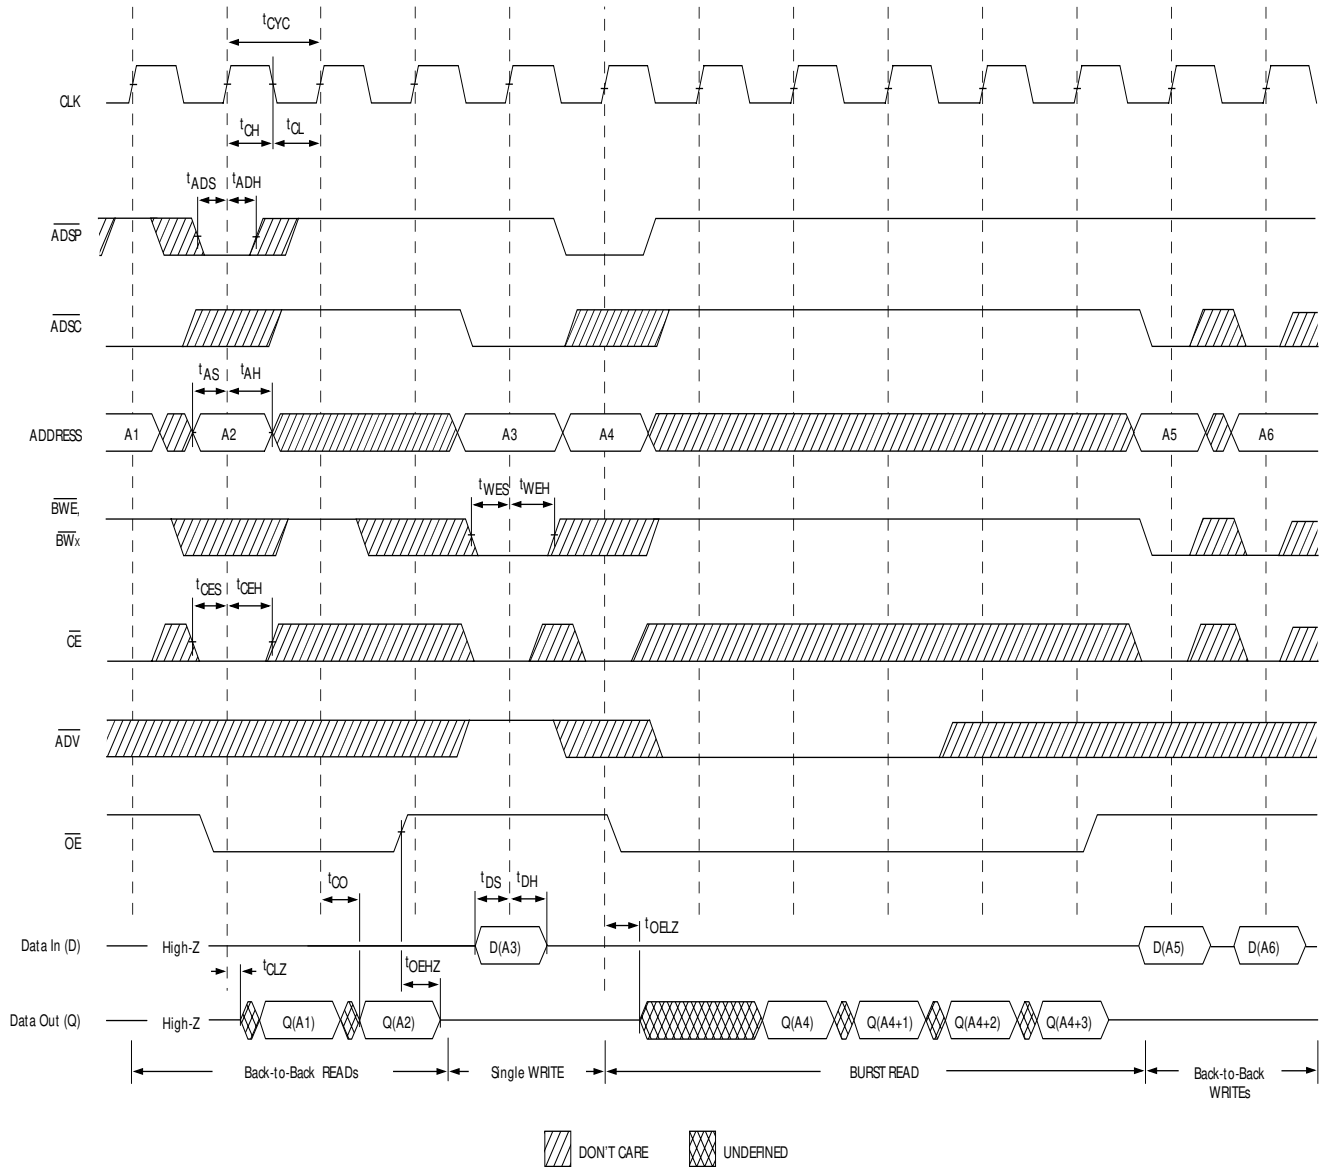 tCYC
CLK
tCH
tCL
tADS
tADH
ADSP
ADSC
tAS
tAH
ADDRESS
A1
A2
A3
A4
A5
A6
tWES
tWEH
BWE,
BWx
tCES
tCEH
CE
ADV
OE
tCO
tDS
tDH
tOELZ
Data In (D)
High-Z
D(A3)
D(A5)
D(A6)
tCLZ
tOEHZ
Data Out (Q)
High-Z
Q(A1)
Q(A2)
Q(A4)
Q(A4+1)
Q(A4+2)
Q(A4+3)
Back-to-Back READs
Single WRITE
BURST READ
Back-to-Back
WRITEs
DON'T CARE
UNDEFINED